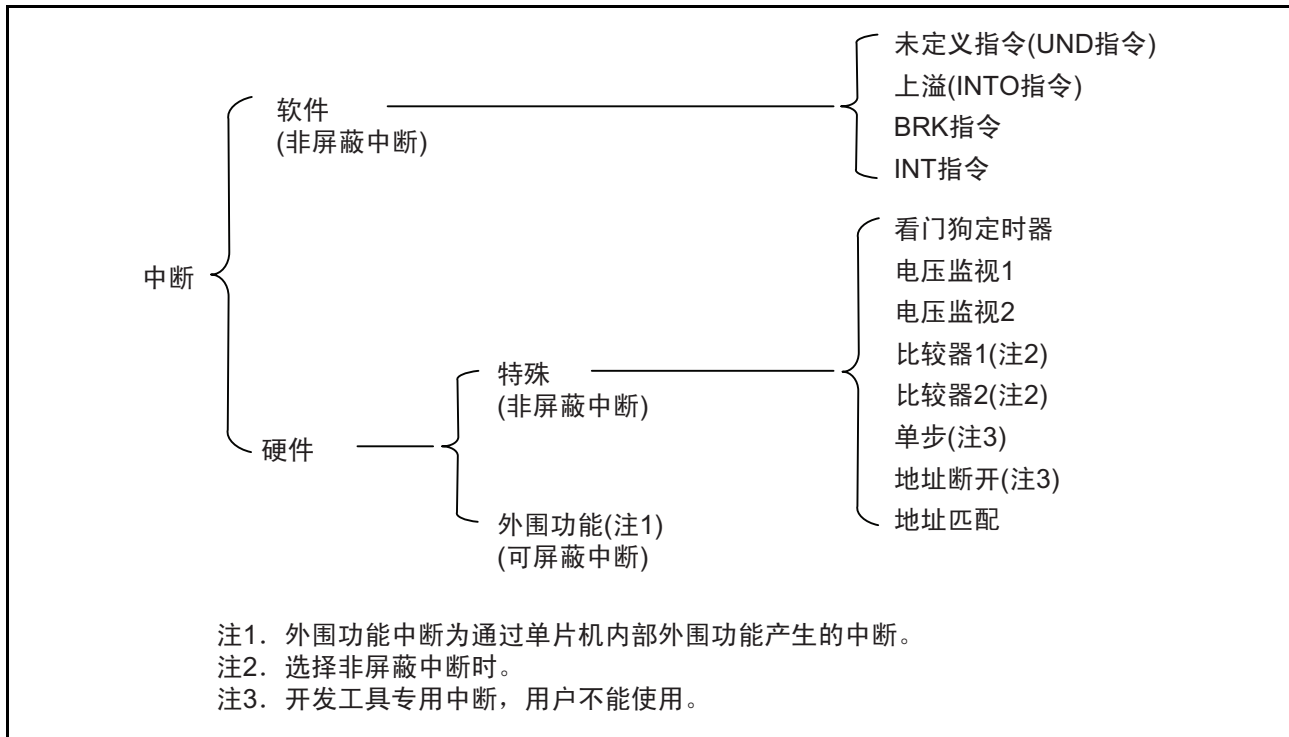 未定义指令(UND指令)
上溢(INTO指令)
BRK指令
INT指令
软件
(非屏蔽中断)
中断
看门狗定时器
电压监视1
电压监视2
比较器1(注2)
比较器2(注2)
单步(注3)
地址断开(注3)
地址匹配
特殊
(非屏蔽中断)
硬件
外围功能(注1)
(可屏蔽中断)
注1. 外围功能中断为通过单片机内部外围功能产生的中断。
注2. 选择非屏蔽中断时。
注3. 开发工具专用中断，用户不能使用。